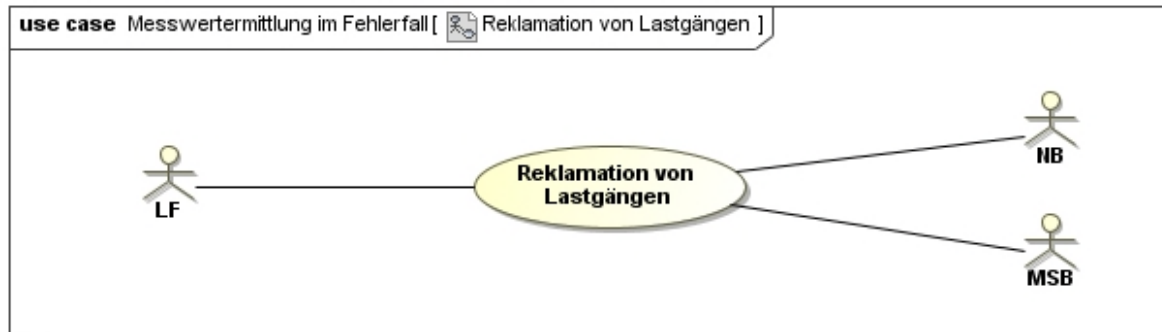 use case Messwertermittlung im Fehlerfall [ Reklamation von Lastgängen ]
NB
Reklamation von
Lastgängen
LF
MSB